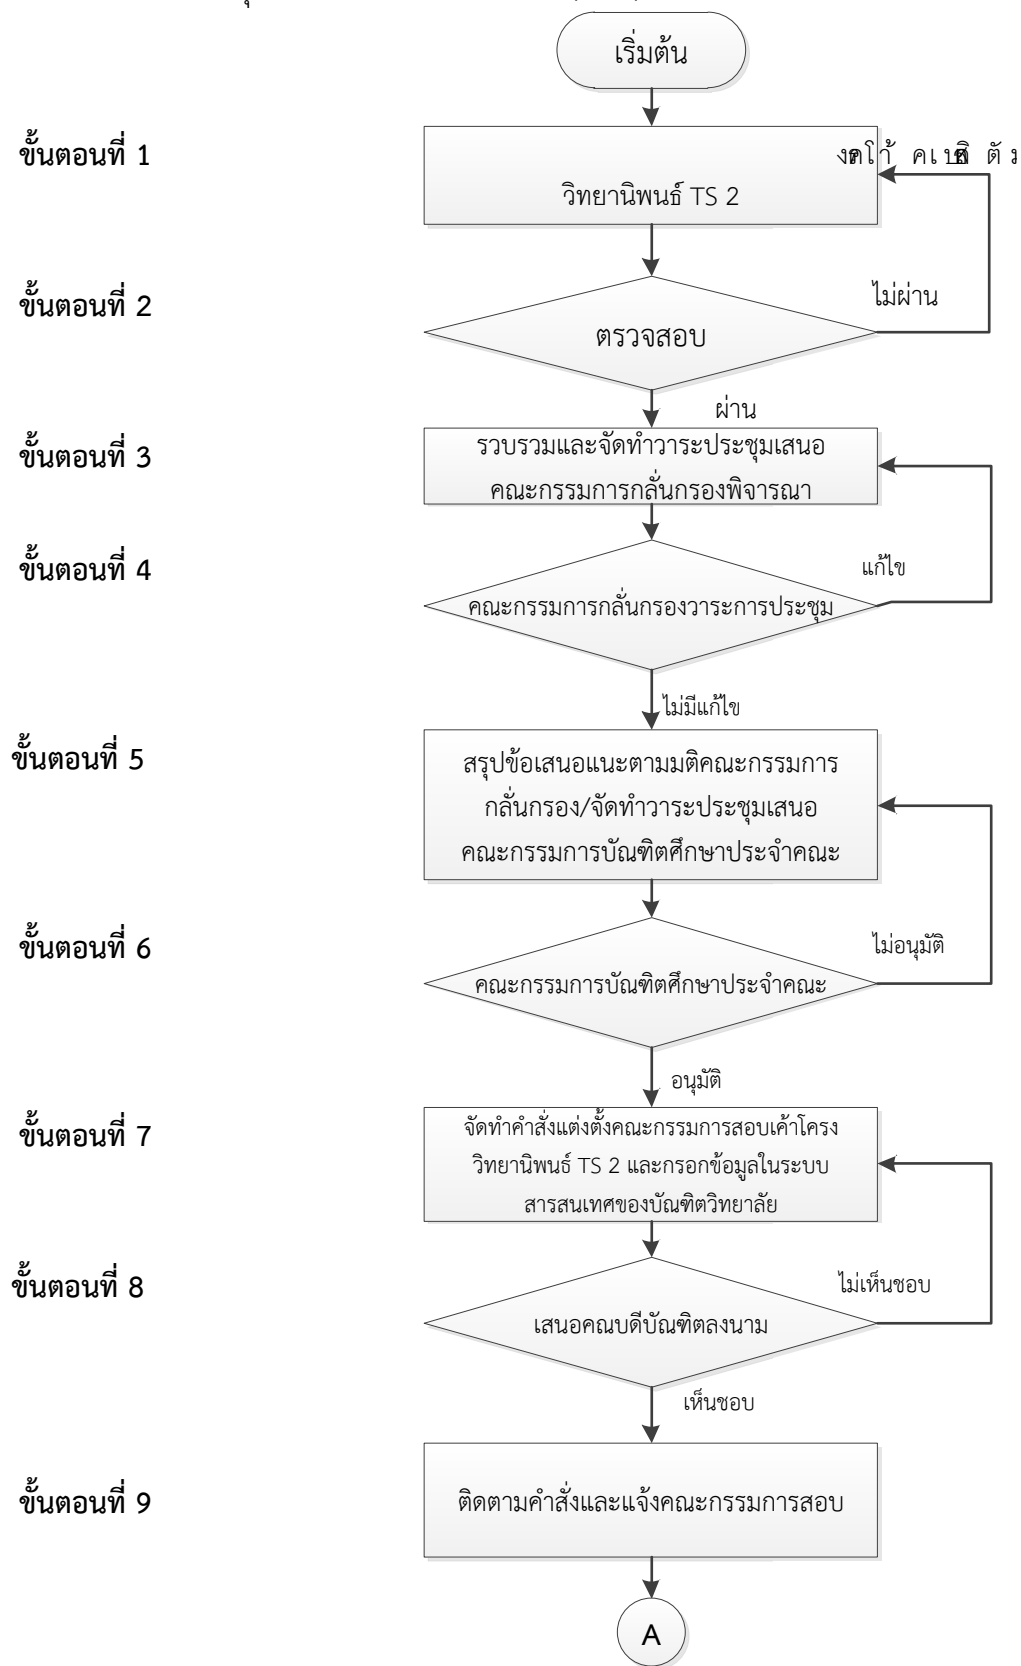 เริ่มต้น
ขั้นตอนที่ 1
วิทยานิพนธ์ TS 2
ขั้นตอนที่ 2
ไม่ผ่าน
ตรวจสอบ
ผ่าน
ขั้นตอนที่ 3
รวบรวมและจัดทำวาระประชุมเสนอ
คณะกรรมการกลั่นกรองพิจารณา
ขั้นตอนที่ 4
แก้ไข
คณะกรรมการกลั่นกรองวาระการประชุม
ไม่มีแก้ไข
ขั้นตอนที่ 5
สรุปข้อเสนอแนะตามมติคณะกรรมการ
กลั่นกรอง/จัดทำวาระประชุมเสนอ
คณะกรรมการบัณฑิตศึกษาประจำคณะ
ขั้นตอนที่ 6
ไม่อนุมัติ
คณะกรรมการบัณฑิตศึกษาประจำคณะ
อนุมัติ
ขั้นตอนที่ 7
จัดทำคำสั่งแต่งตั้งคณะกรรมการสอบเค้าโครง
วิทยานิพนธ์ TS 2 และกรอกข้อมูลในระบบ
สารสนเทศของบัณฑิตวิทยาลัย
ขั้นตอนที่ 8
ไม่เห็นชอบ
เสนอคณบดีบัณฑิตลงนาม
เห็นชอบ
ขั้นตอนที่ 9
ติดตามคำสั่งและแจ้งคณะกรรมการสอบ
A